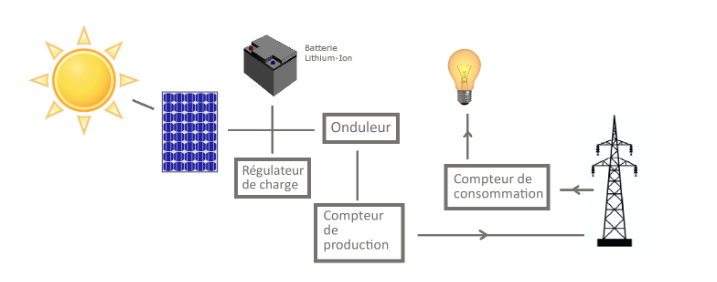 Batterie
Lithium-Ion
Onduleur
Régulateur
de charge
Compteur de
consommation
Compteur
de
production